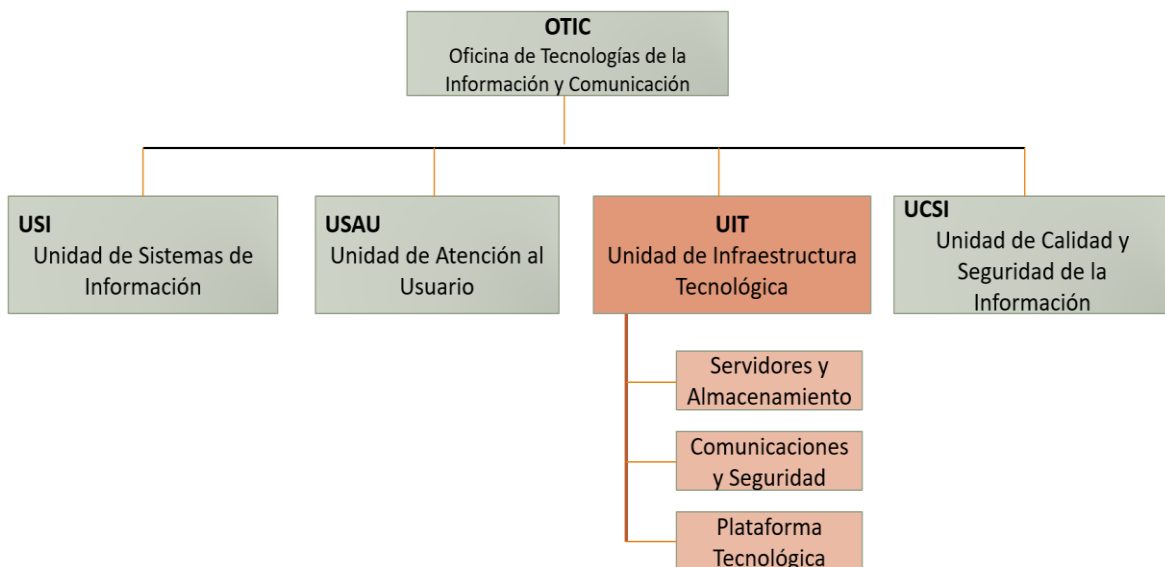 OTIC
Oficina de Tecnologías de la
Información y Comunicación
USI
Unidad de Sistemas de
Información
USAU
Unidad de Atención al
Usuario
UIT
Unidad de Infraestructura
Tecnológica
UCSI
Unidad de Calidad y
Seguridad de la
Información
Servidores y
Almacenamiento
Comunicaciones
y Seguridad
Plataforma
Tecnológica